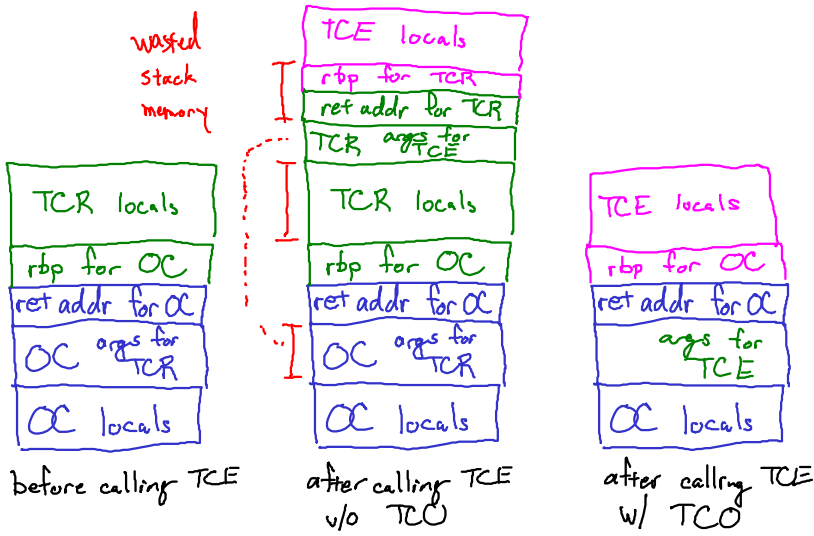 wasted
stack
memory
TCR locals
rbp for OC
ret addr for OC
OC args for
TCR
OC locals
before calling TCE
TCE locals
rbp for TCR
ret addr for TCR
TCR args for
TCE
TCR locals
rbp for OC
ret addr for OC
OC args for
TCR
OC locals
after calling TCE
w/o TCO
TCE locals
rbp for OC
ret addr for OC
args for
TCE
OC locals
after calling TCE
w/ TCO